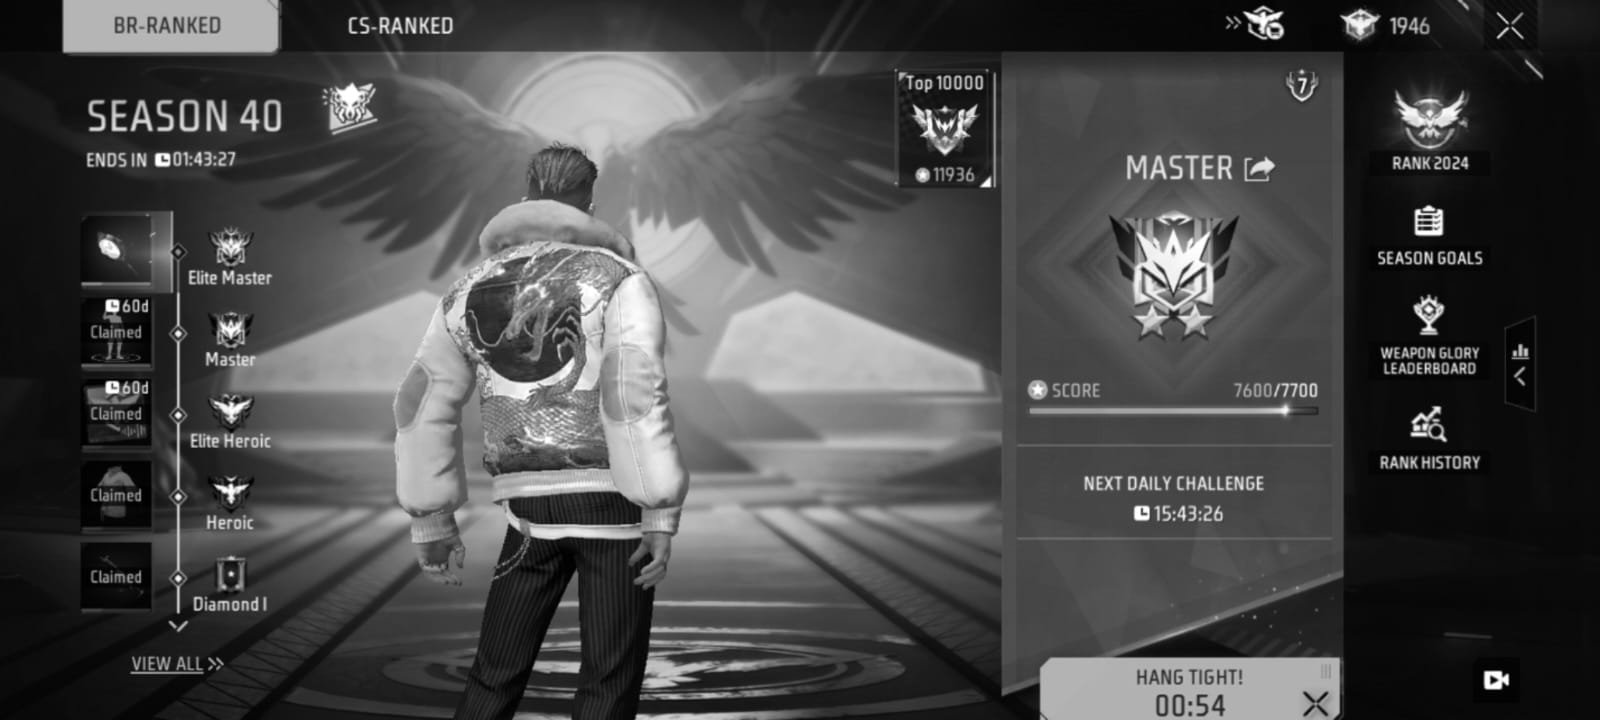 BR-RANKED
CS-RANKED
1946
SEASON 40
ENDS IN 01:43:27
Top 10000
11936
7
MASTER
RANK 2024
Elite Master
60d
Claimed
Master
60d
Claimed
Elite Heroic
Claimed
Heroic
Claimed
Diamond I
VIEW ALL >>
SCORE 7600/7700
NEXT DAILY CHALLENGE
15:43:26
SEASON GOALS
WEAPON GLORY
LEADERBOARD
RANK HISTORY
HANG TIGHT!
00:54